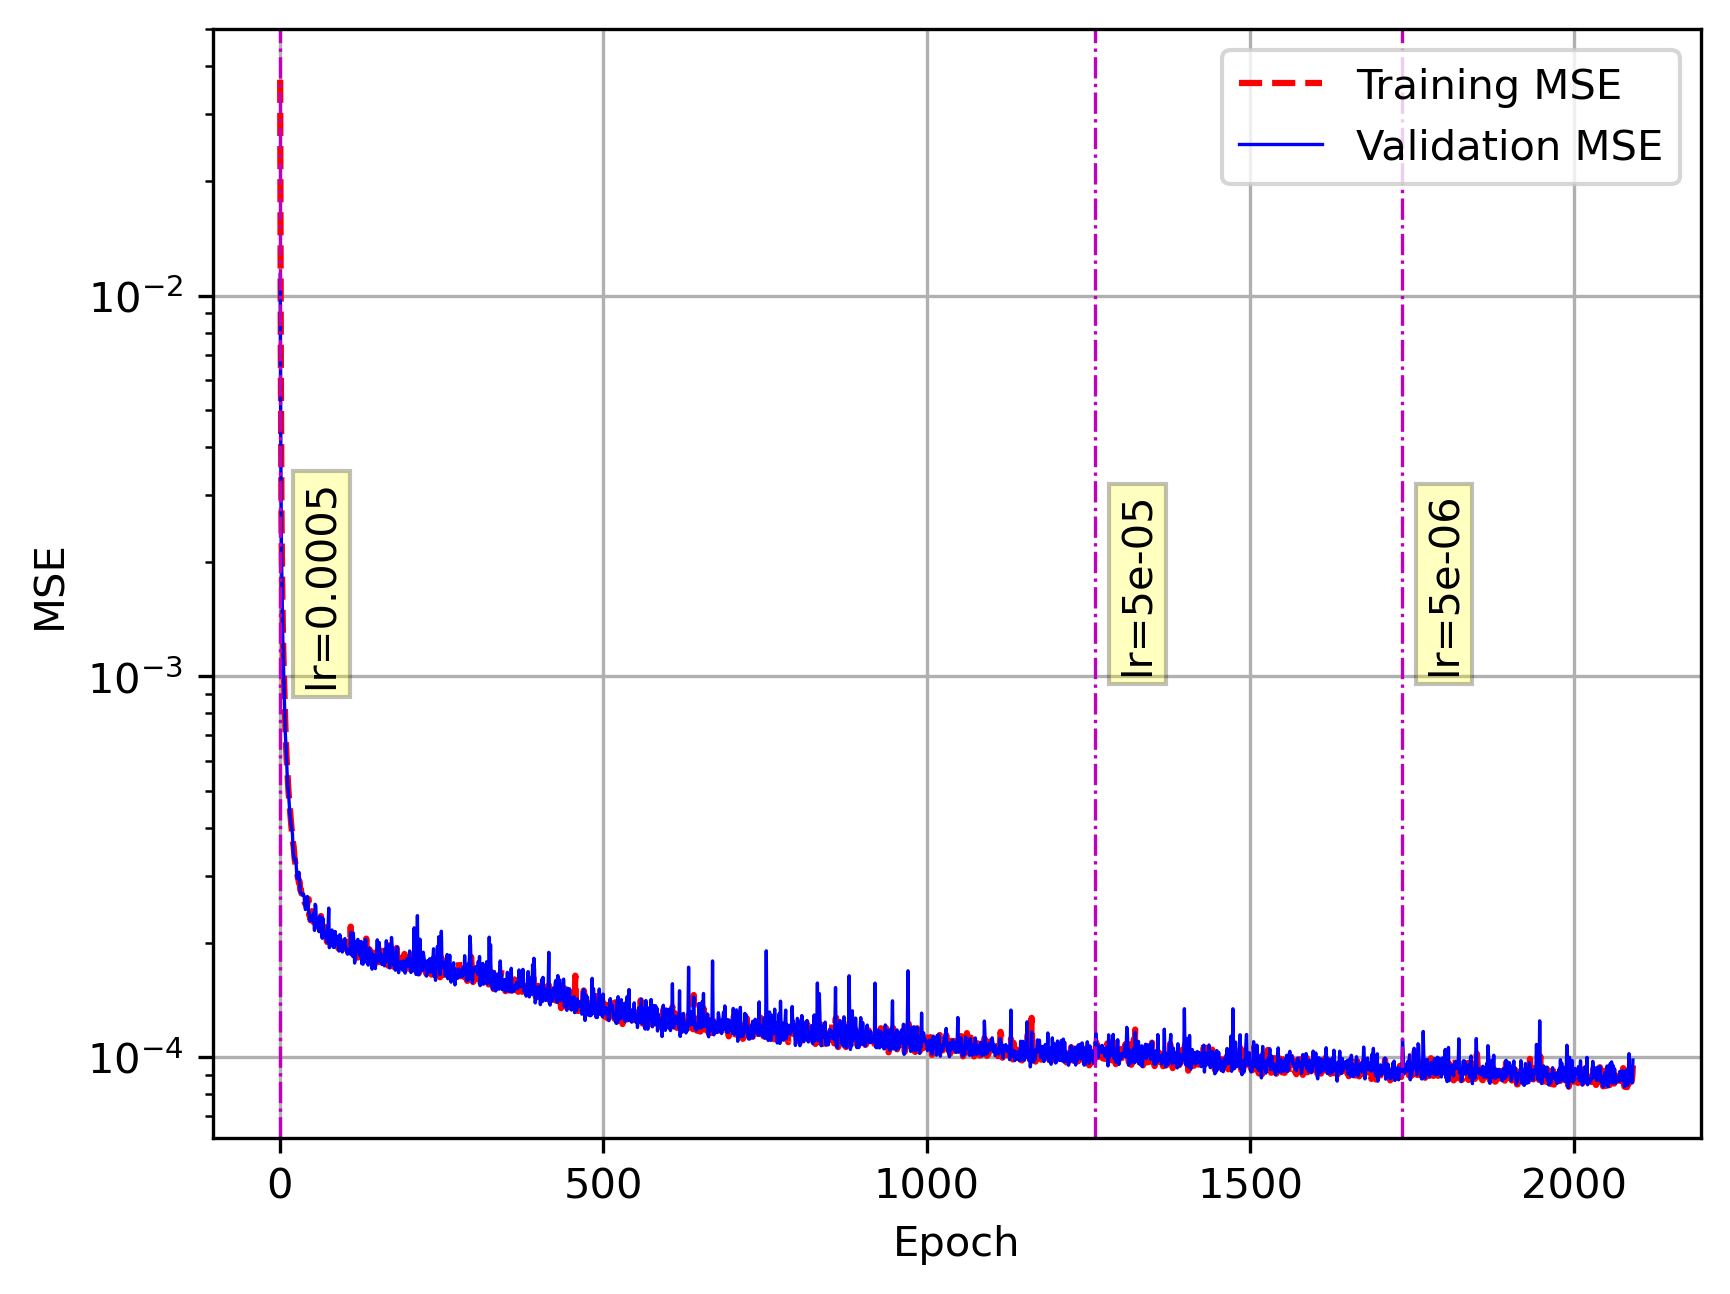 Training MSE
Validation MSE
MSE
10⁻²
10⁻³
10⁻⁴
lr=0.0005
lr=5e-05
lr=5e-06
0 500 1000 1500 2000
Epoch